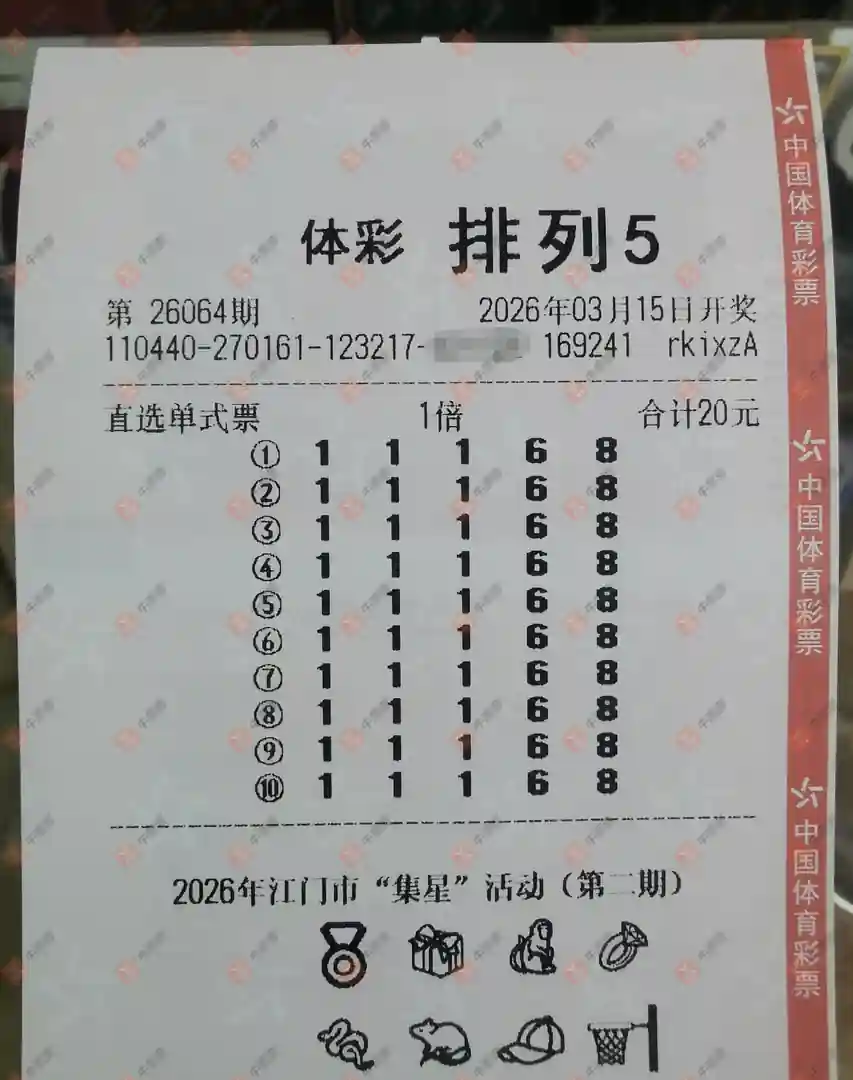 体彩 排列5
第 26064期 2026年03月15日开奖
110440-270161-123217- 169241 rkixzA
直选单式票 1倍 合计20元
① 1 1 1 6 8
② 1 1 1 6 8
③ 1 1 1 6 8
④ 1 1 1 6 8
⑤ 1 1 1 6 8
⑥ 1 1 1 6 8
⑦ 1 1 1 6 8
⑧ 1 1 1 6 8
⑨ 1 1 1 6 8
⑩ 1 1 1 6 8
2026年江门市“集星”活动(第二期)
中国体育彩票
中国体育彩票
中国体育彩票